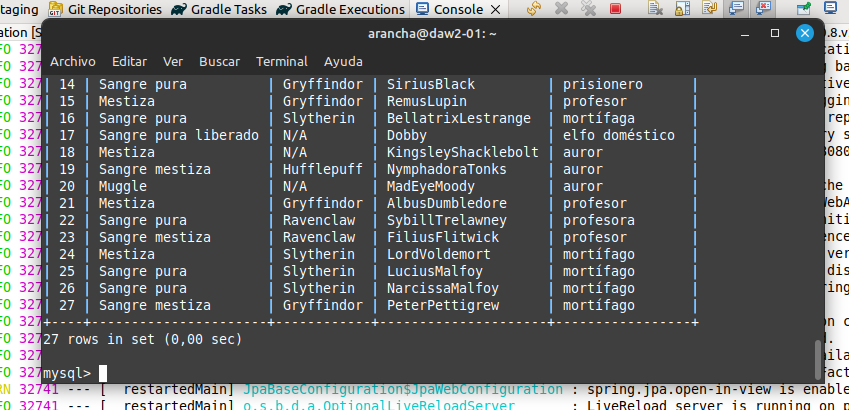 taging Git Repositories Gradle Tasks Gradle Executions Console
ation [S
arancha@daw2-01: ~
Archivo Editar Ver Buscar Terminal Ayuda
| 14 | Sangre pura | Gryffindor | SiriusBlack | prisionero |
| 15 | Mestiza | Gryffindor | RemusLupin | profesor |
| 16 | Sangre pura | Slytherin | BellatrixLestrange | mortífaga |
| 17 | Sangre pura liberado | N/A | Dobby | elfo doméstico |
| 18 | Mestiza | N/A | KingsleyShacklebolt | auror |
| 19 | Sangre mestiza | Hufflepuff | NymphadoraTonks | auror |
| 20 | Muggle | N/A | MadEyeMoody | auror |
| 21 | Mestiza | Gryffindor | AlbusDumbledore | profesor |
| 22 | Sangre pura | Ravenclaw | SybillTrelawney | profesora |
| 23 | Sangre mestiza | Ravenclaw | FiliusFlitwick | profesor |
| 24 | Mestiza | Slytherin | LordVoldemort | mortífago |
| 25 | Sangre pura | Slytherin | LuciusMalfoy | mortífago |
| 26 | Sangre pura | Slytherin | NarcissaMalfoy | mortífago |
| 27 | Sangre mestiza | Gryffindor | PeterPettigrew | mortífago |
+----+----------------------+------------+---------------------+----------------+
27 rows in set (0,00 sec)
mysql>
RN 32741 --- [ restartedMain] JpaBaseConfiguration$JpaWebConfiguration : spring.jpa.open-in-view is enable
FO 32741 --- [ restartedMain] o.s.b.d.a.OptionalLiveReloadServer : LiveReload server is running on p